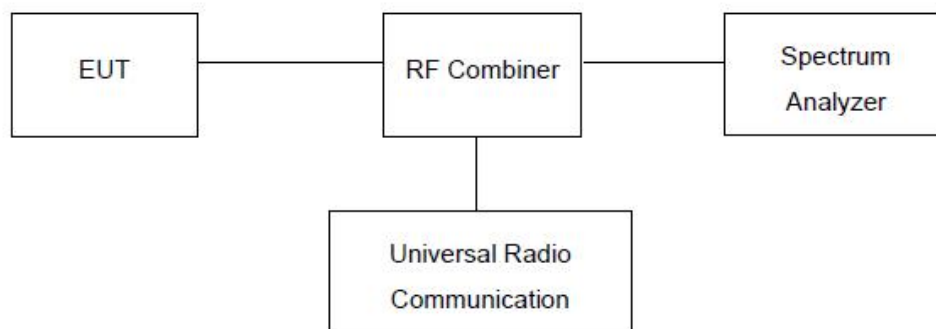 EUT
RF Combiner
Spectrum
Analyzer
Universal Radio
Communication